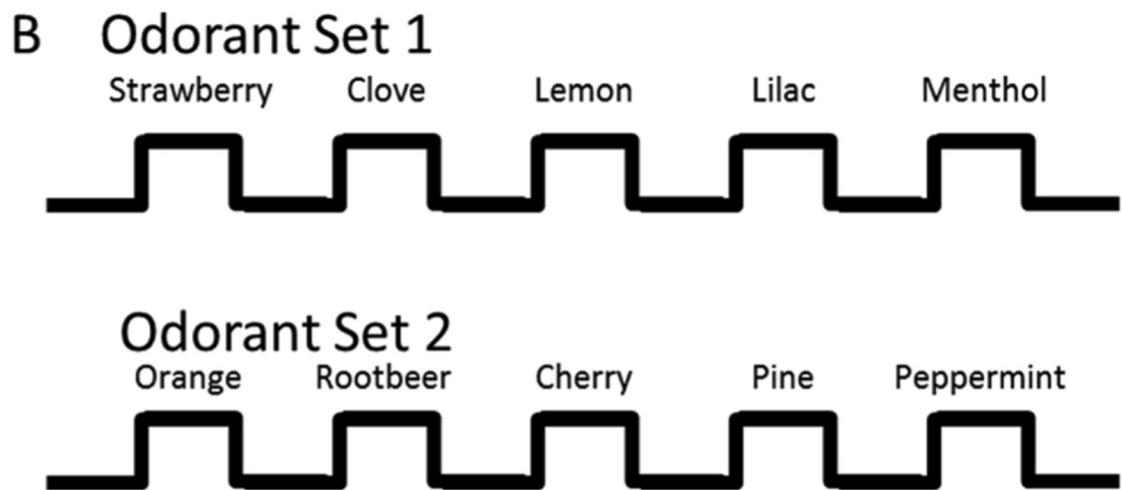 B Odorant Set 1
Strawberry Clove Lemon Lilac Menthol
Odorant Set 2
Orange Rootbeer Cherry Pine Peppermint